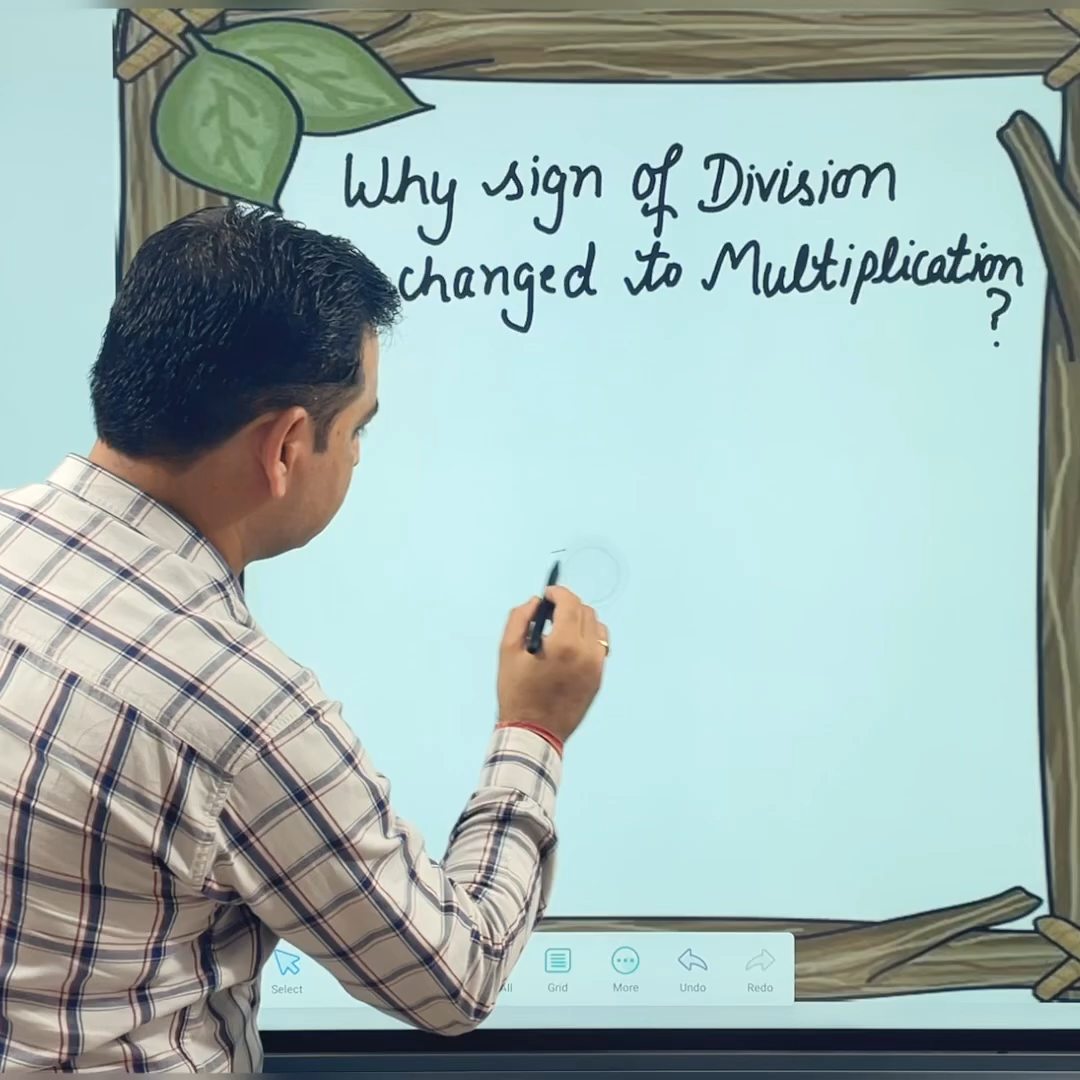 Why sign of Division
changed to Multiplication
?
Select
All
Grid
More
Undo
Redo